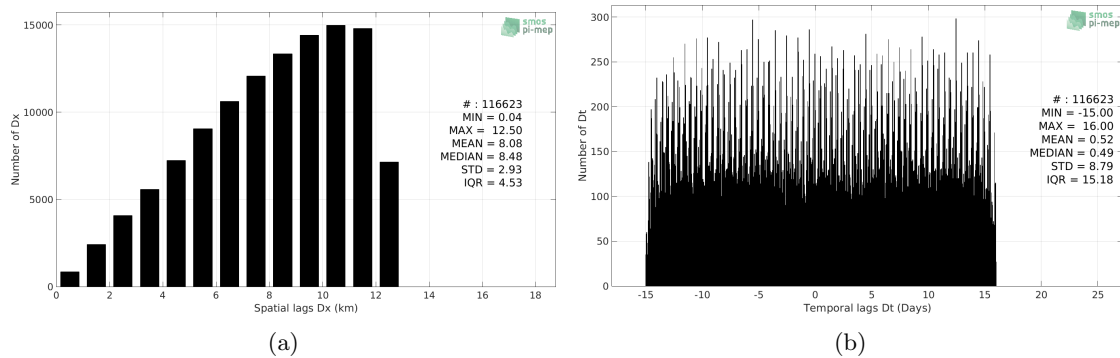 15000
10000
5000
0
Number of Dx
0 2 4 6 8 10 12 14 16 18
Spatial lags Dx (km)
smos
pi-mep
# : 116623
MIN = 0.04
MAX = 12.50
MEAN = 8.08
MEDIAN = 8.48
STD = 2.93
IQR = 4.53
(a)
300
250
200
150
100
50
0
Number of Dt
-15 -10 -5 0 5 10 15 20 25
Temporal lags Dt (Days)
smos
pi-mep
# : 116623
MIN = -15.00
MAX = 16.00
MEAN = 0.52
MEDIAN = 0.49
STD = 8.79
IQR = 15.18
(b)